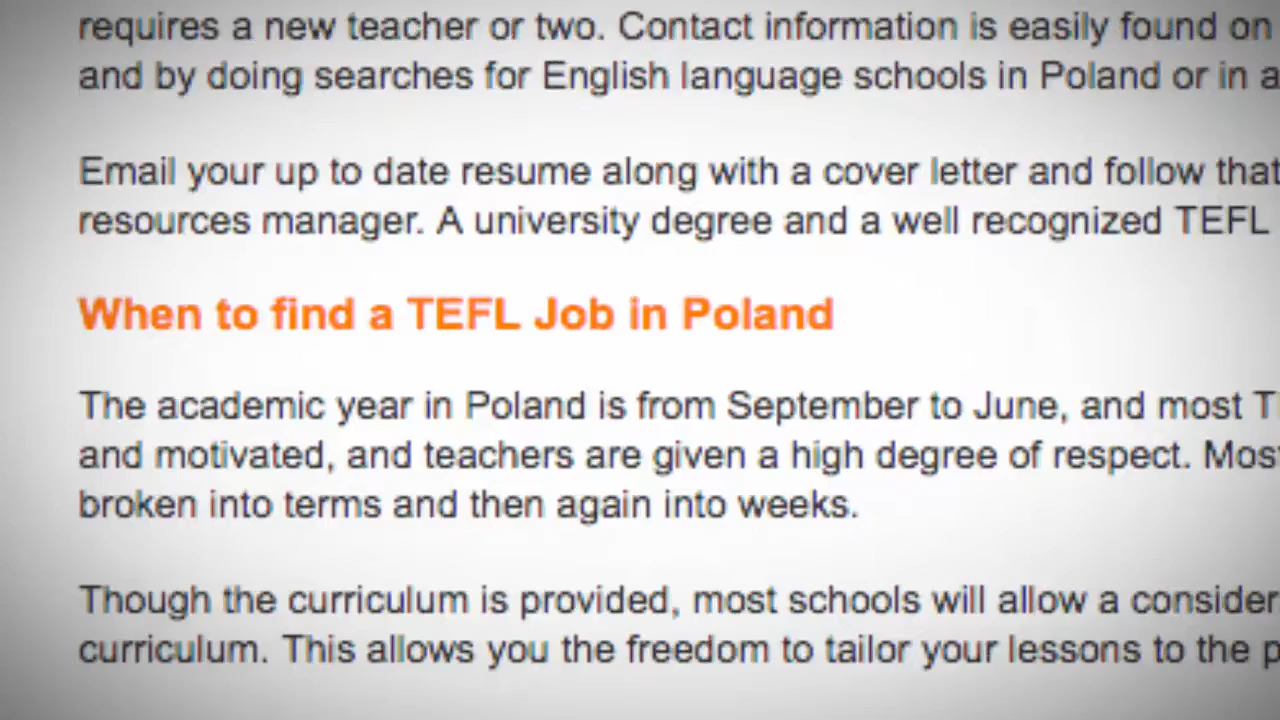 requires a new teacher or two. Contact information is easily found on
and by doing searches for English language schools in Poland or in a
Email your up to date resume along with a cover letter and follow that
resources manager. A university degree and a well recognized TEFL
When to find a TEFL Job in Poland
The academic year in Poland is from September to June, and most T
and motivated, and teachers are given a high degree of respect. Most
broken into terms and then again into weeks.
Though the curriculum is provided, most schools will allow a consider
curriculum. This allows you the freedom to tailor your lessons to the p